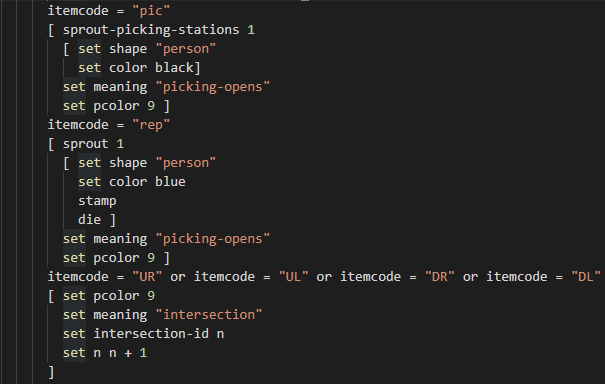 itemcode = "pic"
[ sprout-picking-stations 1
[ set shape "person"
set color black]
set meaning "picking-opens"
set pcolor 9 ]
itemcode = "rep"
[ sprout 1
[ set shape "person"
set color blue
stamp
die ]
set meaning "picking-opens"
set pcolor 9 ]
itemcode = "UR" or itemcode = "UL" or itemcode = "DR" or itemcode = "DL"
[ set pcolor 9
set meaning "intersection"
set intersection-id n
set n n + 1
]